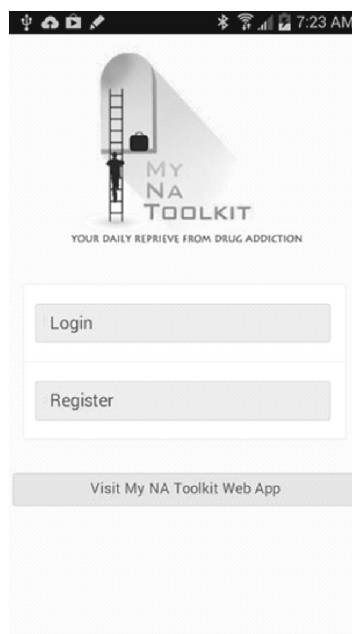 7:23 AM
MY
NA
TOOLKIT
YOUR DAILY REPRIEVE FROM DRUG ADDICTION
Login
Register
Visit My NA Toolkit Web App